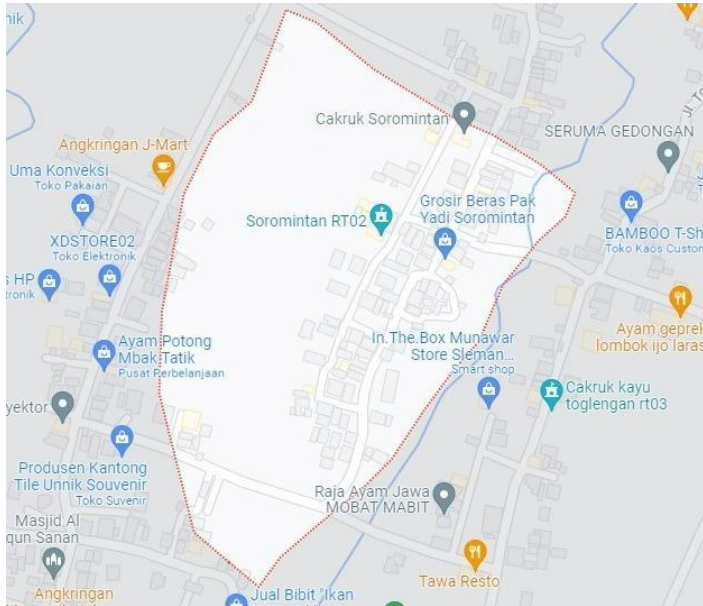 nik
Cakruk Soromintan
Jl. To
SERUMA GEDONGAN
Angkringan J-Mart
Uma Konveksi
Toko Pakaian
Grosir Beras Pak
Yadi Soromintan
Soromintan RT02
BAMBOO T-Sh
Toko Kaos Custom
XDSTORE02
Toko Elektronik
s HP
tronik
Ayam geprek
lombok ijo laras
In.The.Box Munawar
Store Sleman...
Smart shop
Ayam Potong
Mbak Tatik
Pusat Perbelanjaan
Cakruk kayu
toglengan rt03
yektor
Produsen Kantong
Tile Unnik Souvenir
Toko Suvenir
Raja Ayam Jawa
MOBAT MABIT
Masjid Al
qun Sanan
Tawa Resto
Angkringan
Jual Bibit "Ikan